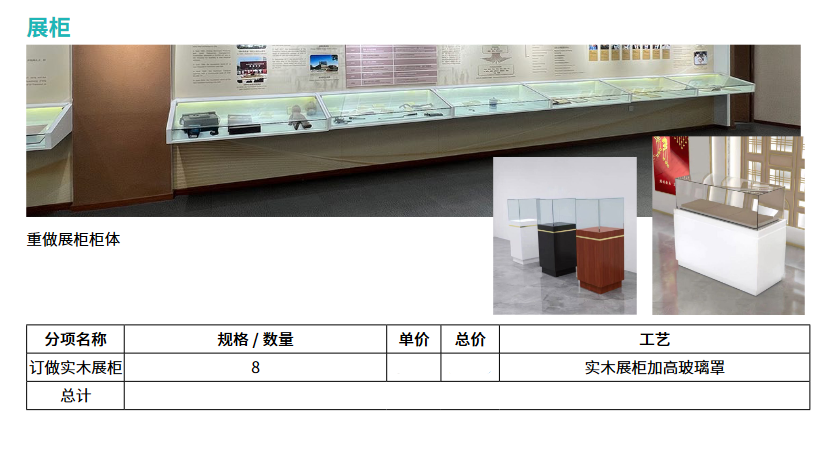 展柜
重做展柜柜体
分项名称 规格 / 数量 单价 总价 工艺
订做实木展柜 8 实木展柜加高玻璃罩
总计